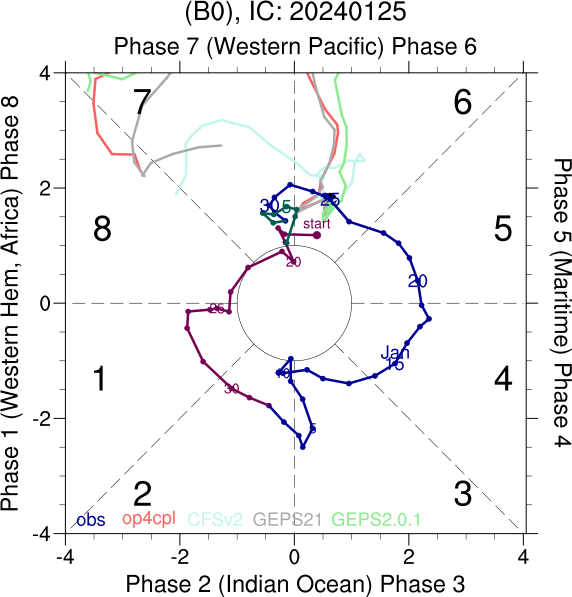 (B0), IC: 20240125
Phase 7 (Western Pacific) Phase 6
4
7
6
Phase 1 (Western Hem, Africa) Phase 8
Phase 5 (Maritime) Phase 4
2
30
5
25
start
8
5
20
20
0
25
Jan
15
10
1
4
30
-2
5
2
3
obs
op4cpl
CFSv2
GEPS21
GEPS2.0.1
-4
-4
-2
0
2
4
Phase 2 (Indian Ocean) Phase 3